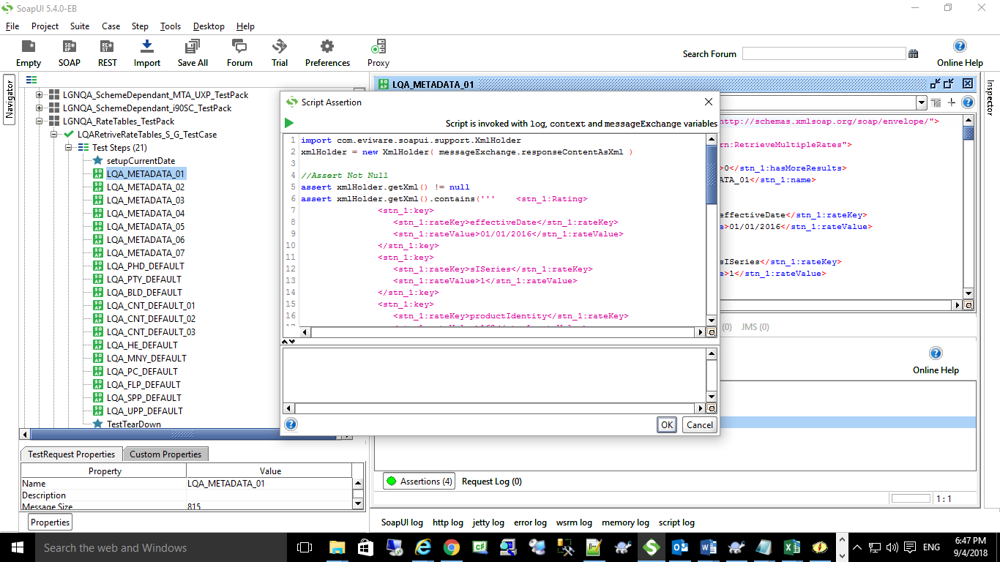 SoapUI 5.4.0-EB
File Project Suite Case Step Tools Desktop Help
Empty SOAP REST Import Save All Forum Trial Preferences Proxy
Search Forum
Online Help
Navigator
LGNQA_SchemeDependant_MTA_UXP_TestPack
LGNQA_SchemeDependant_i90SC_TestPack
LGNQA_RateTables_TestPack
LQARetriveRateTables_S_G_TestCase
Test Steps (21)
setupCurrentDate
LQA_METADATA_01
LQA_METADATA_02
LQA_METADATA_03
LQA_METADATA_04
LQA_METADATA_05
LQA_METADATA_06
LQA_METADATA_07
LQA_PHD_DEFAULT
LQA_PTY_DEFAULT
LQA_BLD_DEFAULT
LQA_CNT_DEFAULT_01
LQA_CNT_DEFAULT_02
LQA_CNT_DEFAULT_03
LQA_HE_DEFAULT
LQA_MNY_DEFAULT
LQA_PC_DEFAULT
LQA_FLP_DEFAULT
LQA_SPP_DEFAULT
LQA_UPP_DEFAULT
TestTearDown
TestRequest Properties Custom Properties
Property Value
Name LQA_METADATA_01
Description
Message Size 815
Properties
LQA_METADATA_01
Script Assertion
Script is invoked with log, context and messageExchange variables
1 import com.eviware.soapui.support.XmlHolder
2 xmlHolder = new XmlHolder( messageExchange.responseContentAsXml )
3
4 //Assert Not Null
5 assert xmlHolder.getXml() != null
6 assert xmlHolder.getXml().contains(''' <stn_1:Rating>
7 <stn_1:key>
8 <stn_1:rateKey>effectiveDate</stn_1:rateKey>
9 <stn_1:rateValue>01/01/2016</stn_1:rateValue>
10 </stn_1:key>
11 <stn_1:key>
12 <stn_1:rateKey>sISeries</stn_1:rateKey>
13 <stn_1:rateValue>1</stn_1:rateValue>
14 </stn_1:key>
15 <stn_1:key>
16 <stn_1:rateKey>productIdentity</stn_1:rateKey>
OK Cancel
http://schemas.xmlsoap.org/soap/envelope/">
rn:RetrieveMultipleRates">
>0</stn_1:hasMoreResults>
ATA_01</stn_1:name>
effectiveDate</stn_1:rateKey>
e>01/01/2016</stn_1:rateValue>
sISeries</stn_1:rateKey>
e>1</stn_1:rateValue>
(0) JMS (0)
Online Help
Assertions (4) Request Log (0)
1 : 1
Inspector
SoapUI log http log jetty log error log wsrm log memory log script log
Search the web and Windows
ENG
6:47 PM
9/4/2018